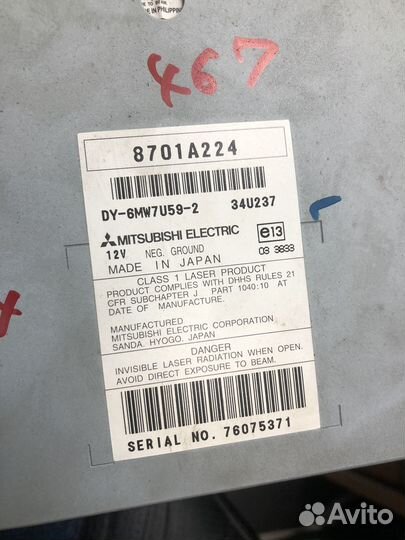 E IN PHILIPPIN
467
8701A224
DY-6MW7U59-2 34U237
MITSUBISHI ELECTRIC e13
12V NEG. GROUND 03 3833
MADE IN JAPAN
CLASS 1 LASER PRODUCT
PRODUCT COMPLIES WITH DHHS RULES 21
CFR SUBCHAPTER J PART 1040:10 AT
DATE OF MANUFACTURE.
MANUFACTURED
MITSUBISHI ELECTRIC CORPORATION
SANDA. HYOGO. JAPAN
DANGER
INVISIBLE LASER RADIATION WHEN OPEN.
AVOID DIRECT EXPOSURE TO BEAM.
SERIAL NO. 76075371
Avito